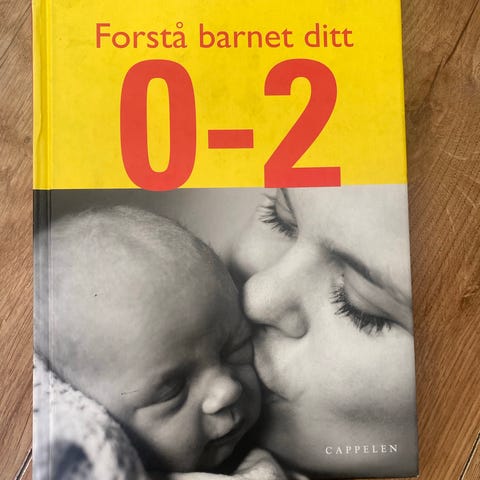 Forstå barnet ditt
0-2
CAPPELEN